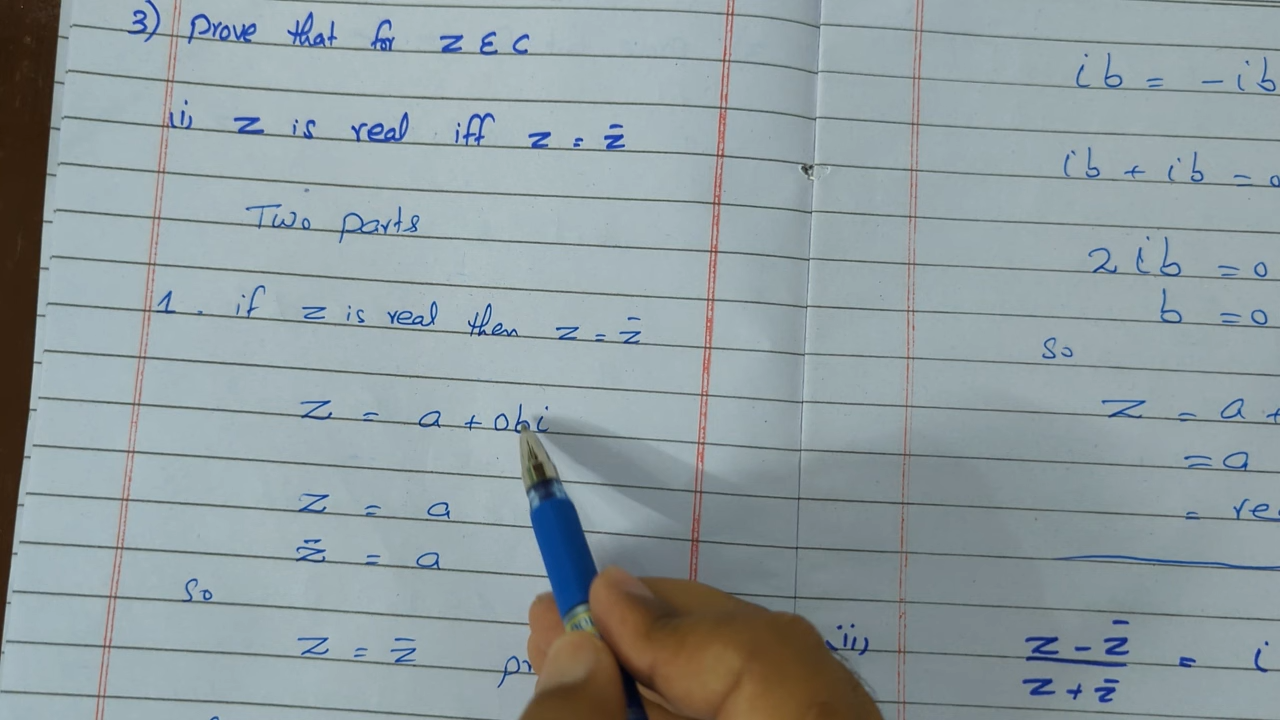 3) Prove that for Z ε C
(i) Z is real iff z = z̄
Two parts
1. if Z is real then z = z̄
Z = a + 0bi
Z = a
z̄ = a
So
Z = z̄
ib = -ib
ib + ib = 0
2ib = 0
b = 0
So
Z = a +
= a
=
(ii) Z - z̄ / Z + z̄ = i